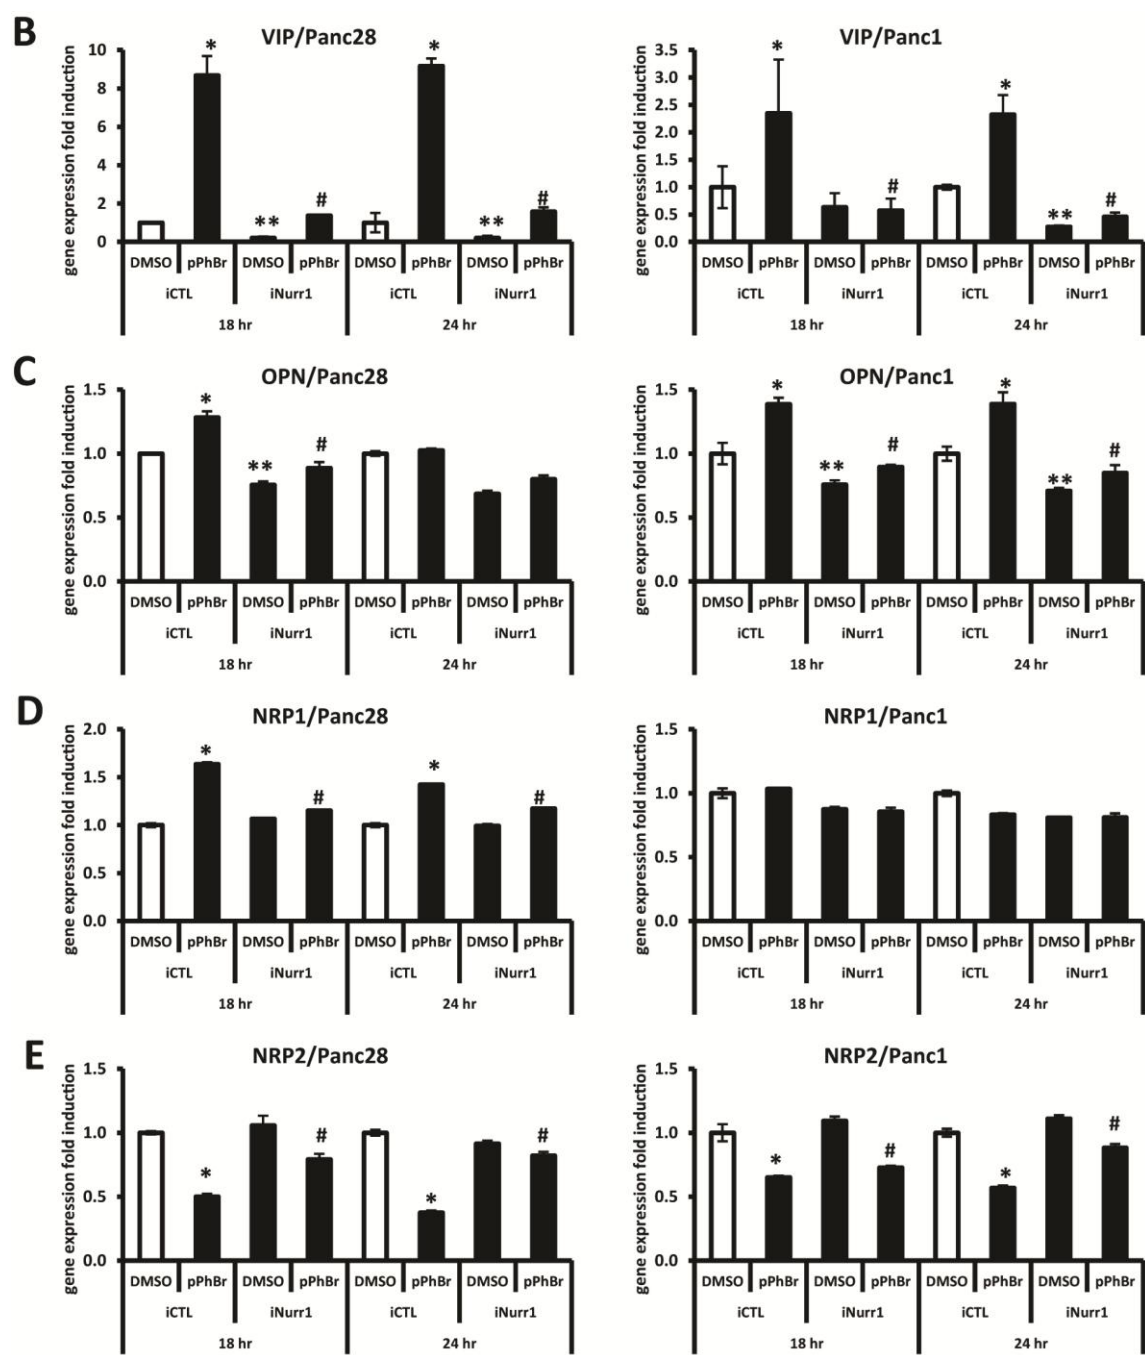 B
VIP/Panc28
gene expression fold induction
10
8
6
4
2
0
*
**
#
*
**
#
DMSO pPhBr DMSO pPhBr DMSO pPhBr DMSO pPhBr
iCTL iNurr1 iCTL iNurr1
18 hr 24 hr
VIP/Panc1
gene expression fold induction
3.5
3.0
2.5
2.0
1.5
1.0
0.5
0.0
*
#
*
**
#
DMSO pPhBr DMSO pPhBr DMSO pPhBr DMSO pPhBr
iCTL iNurr1 iCTL iNurr1
18 hr 24 hr
C
OPN/Panc28
gene expression fold induction
1.5
1.0
0.5
0.0
*
**
#
DMSO pPhBr DMSO pPhBr DMSO pPhBr DMSO pPhBr
iCTL iNurr1 iCTL iNurr1
18 hr 24 hr
OPN/Panc1
gene expression fold induction
1.5
1.0
0.5
0.0
*
**
#
*
**
#
DMSO pPhBr DMSO pPhBr DMSO pPhBr DMSO pPhBr
iCTL iNurr1 iCTL iNurr1
18 hr 24 hr
D
NRP1/Panc28
gene expression fold induction
2.0
1.5
1.0
0.5
0.0
*
#
*
#
DMSO pPhBr DMSO pPhBr DMSO pPhBr DMSO pPhBr
iCTL iNurr1 iCTL iNurr1
18 hr 24 hr
NRP1/Panc1
gene expression fold induction
1.5
1.0
0.5
0.0
DMSO pPhBr DMSO pPhBr DMSO pPhBr DMSO pPhBr
iCTL iNurr1 iCTL iNurr1
18 hr 24 hr
E
NRP2/Panc28
gene expression fold induction
1.5
1.0
0.5
0.0
*
#
*
#
DMSO pPhBr DMSO pPhBr DMSO pPhBr DMSO pPhBr
iCTL iNurr1 iCTL iNurr1
18 hr 24 hr
NRP2/Panc1
gene expression fold induction
1.5
1.0
0.5
0.0
*
#
*
#
DMSO pPhBr DMSO pPhBr DMSO pPhBr DMSO pPhBr
iCTL iNurr1 iCTL iNurr1
18 hr 24 hr